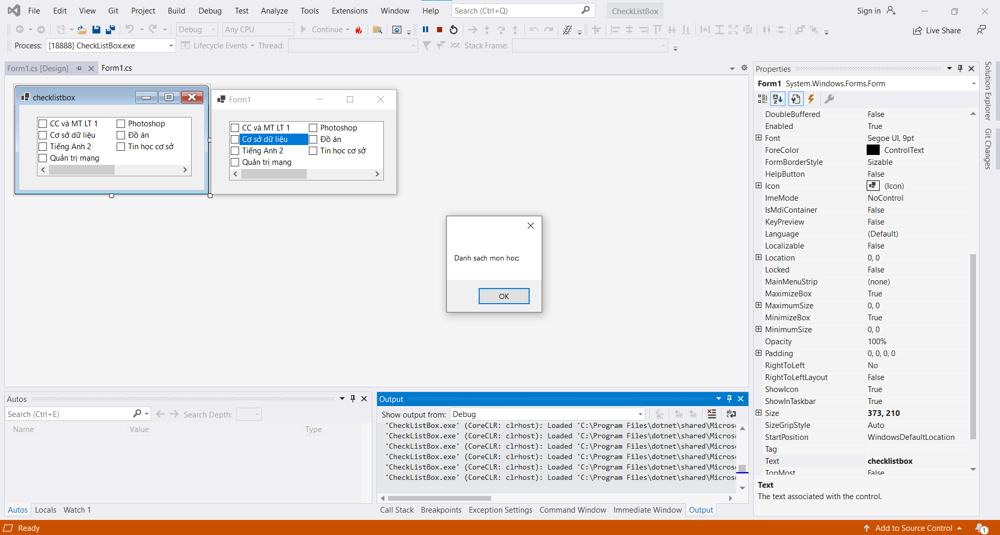 File Edit View Git Project Build Debug Test Analyze Tools Extensions Window Help Search (Ctrl+Q) CheckListBox Sign in
Debug Any CPU Continue Live Share
Process: [18888] CheckListBox.exe Lifecycle Events Thread: Stack Frame:
Form1.cs [Design] Form1.cs
checklistbox
CC và MT LT 1 Photoshop
Cơ sở dữ liệu Đồ án
Tiếng Anh 2 Tin học cơ sở
Quản trị mạng
Form1
CC và MT LT 1 Photoshop
Cơ sở dữ liệu Đồ án
Tiếng Anh 2 Tin học cơ sở
Quản trị mạng
Danh sach mon hoc;
OK
Properties
Form1 System.Windows.Forms.Form
DoubleBuffered False
Enabled True
Font Segoe UI, 9pt
ForeColor ControlText
FormBorderStyle Sizable
HelpButton False
Icon (Icon)
ImeMode NoControl
IsMdiContainer False
KeyPreview False
Language (Default)
Localizable False
Location 0, 0
Locked False
MainMenuStrip (none)
MaximizeBox True
MaximumSize 0, 0
MinimizeBox True
MinimumSize 0, 0
Opacity 100%
Padding 0, 0, 0, 0
RightToLeft No
RightToLeftLayout False
ShowIcon True
ShowInTaskbar True
Size 373, 210
SizeGripStyle Auto
StartPosition WindowsDefaultLocation
Tag
Text checklistbox
TopMost False
Text
The text associated with the control.
Solution Explorer
Git Changes
Autos
Search (Ctrl+E) Search Depth:
Name Value Type
Autos Locals Watch 1
Output
Show output from: Debug
'CheckListBox.exe' (CoreCLR: clrhost): Loaded 'C:\Program Files\dotnet\shared\Micros
'CheckListBox.exe' (CoreCLR: clrhost): Loaded 'C:\Program Files\dotnet\shared\Micros
'CheckListBox.exe' (CoreCLR: clrhost): Loaded 'C:\Program Files\dotnet\shared\Micros
'CheckListBox.exe' (CoreCLR: clrhost): Loaded 'C:\Program Files\dotnet\shared\Micros
'CheckListBox.exe' (CoreCLR: clrhost): Loaded 'C:\Program Files\dotnet\shared\Micros
'CheckListBox.exe' (CoreCLR: clrhost): Loaded 'C:\Program Files\dotnet\shared\Micros
Call Stack Breakpoints Exception Settings Command Window Immediate Window Output
Ready Add to Source Control 1